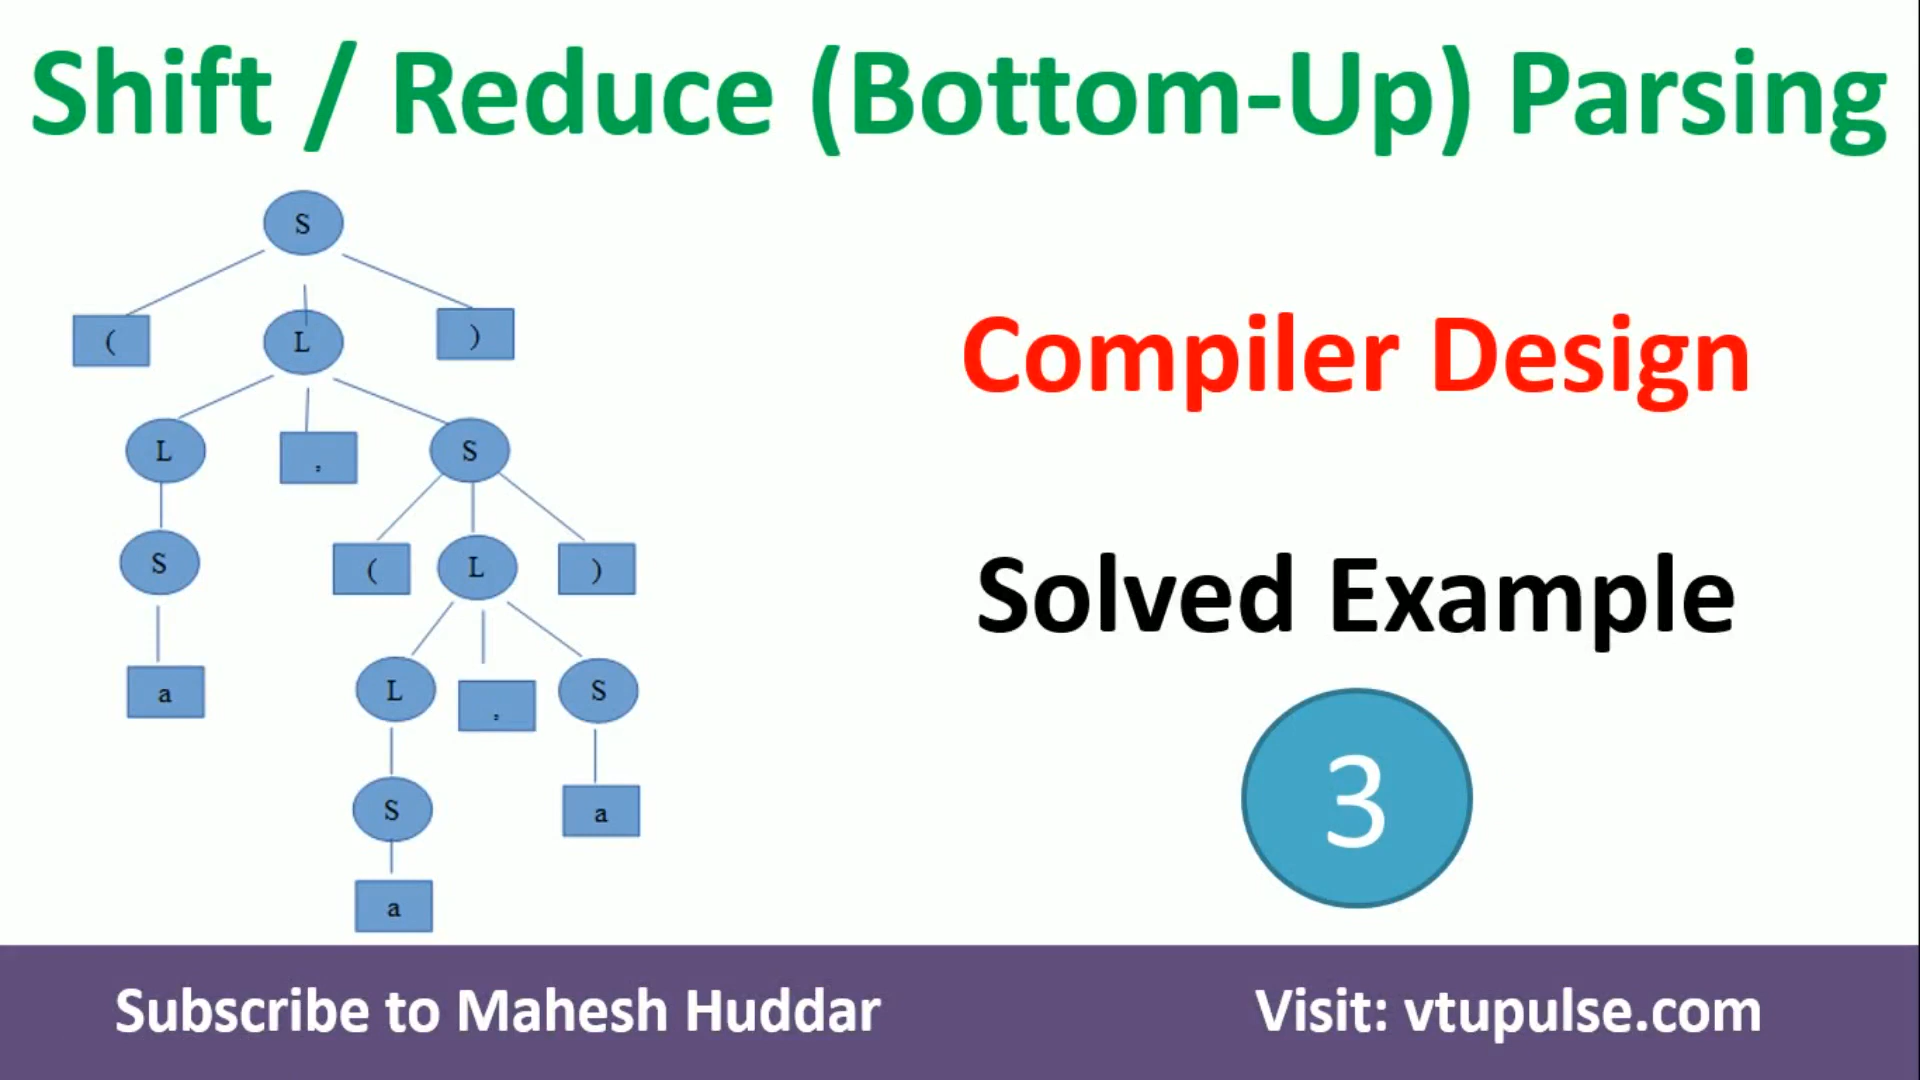 Shift / Reduce (Bottom-Up) Parsing
S
( L )
Compiler Design
L , S
S ( L )
Solved Example
a L , S
3
S a
a
Subscribe to Mahesh Huddar
Visit: vtupulse.com